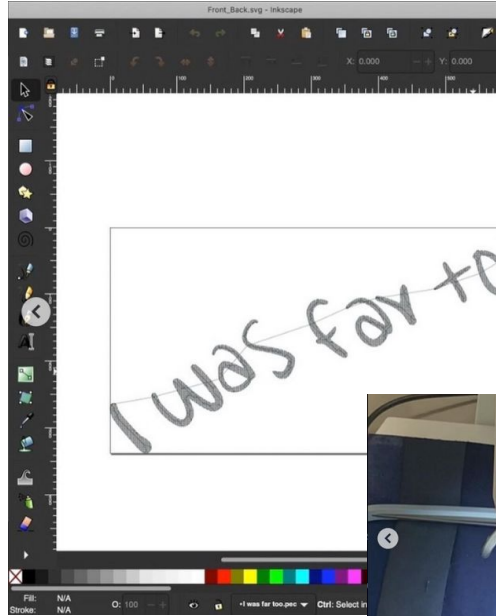 Front_Back.svg - Inkscape
X: 0.000 Y: 0.000
I was far to
Fill: N/A
Stroke: N/A
O: 100
•I was far too.pec
Ctrl: Select in